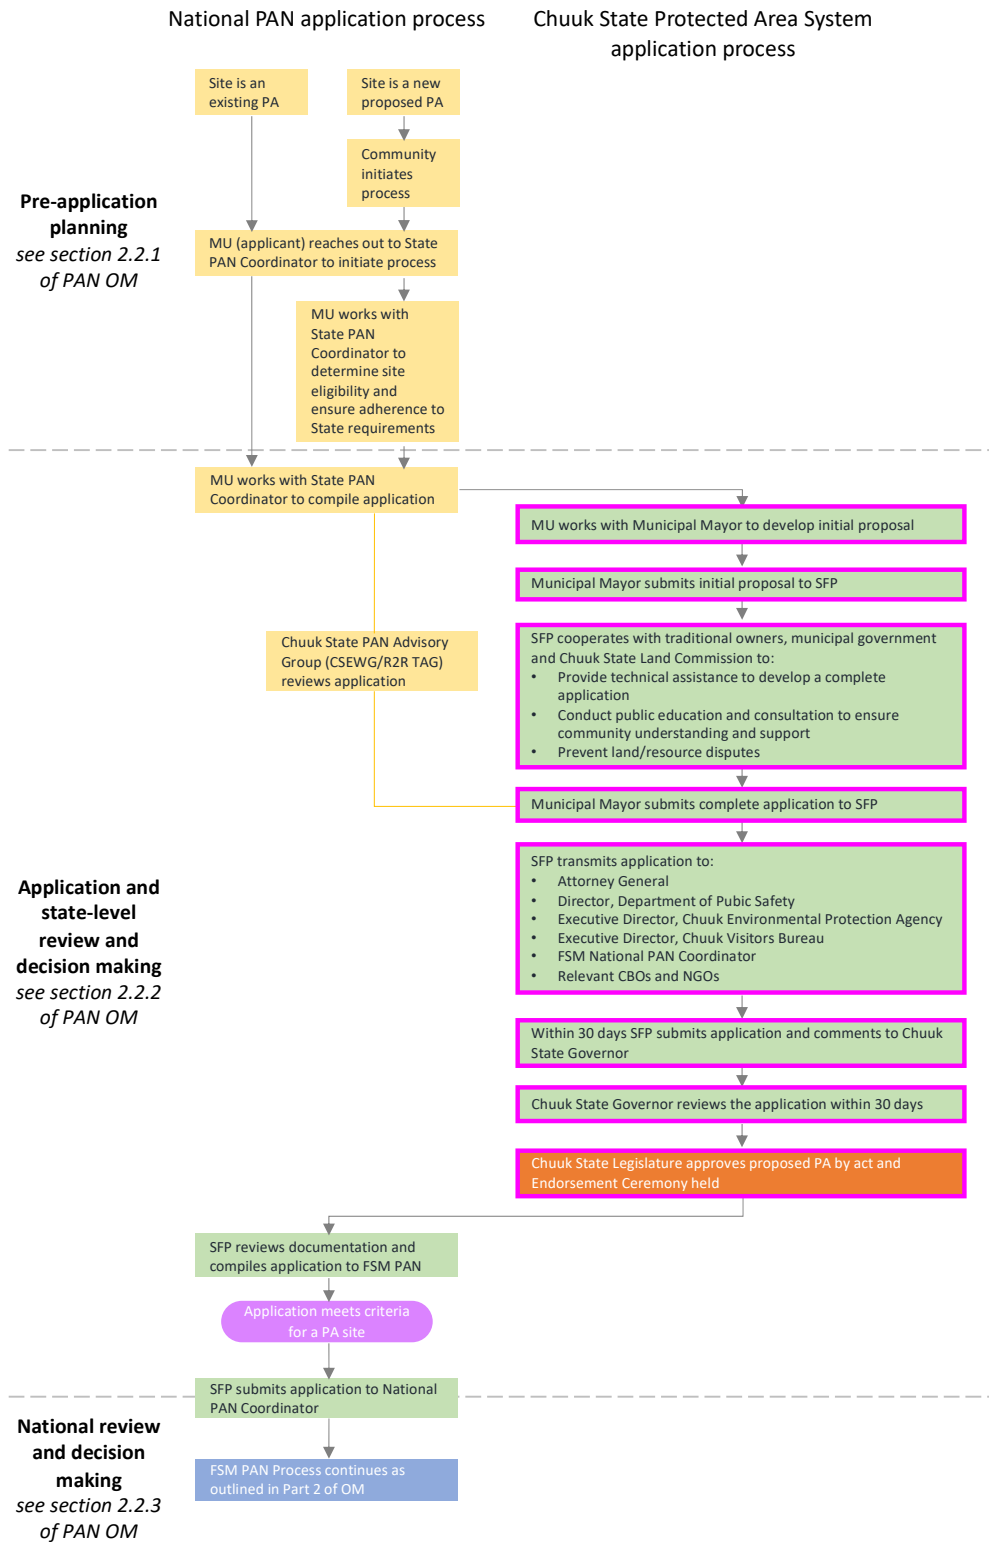 National PAN application process
Chuuk State Protected Area System
application process
Site is an
existing PA
Site is a new
proposed PA
Community
initiates
process
Pre-application
planning
see section 2.2.1
of PAN OM
MU (applicant) reaches out to State
PAN Coordinator to initiate process
MU works with
State PAN
Coordinator to
determine site
eligibility and
ensure adherence to
State requirements
MU works with State PAN
Coordinator to compile application
MU works with Municipal Mayor to develop initial proposal
Municipal Mayor submits initial proposal to SFP
Chuuk State PAN Advisory
Group (CSEWG/R2R TAG)
reviews application
SFP cooperates with traditional owners, municipal government
and Chuuk State Land Commission to:
• Provide technical assistance to develop a complete
application
• Conduct public education and consultation to ensure
community understanding and support
• Prevent land/resource disputes
Municipal Mayor submits complete application to SFP
Application and
state-level
review and
decision making
see section 2.2.2
of PAN OM
SFP transmits application to:
• Attorney General
• Director, Department of Pubic Safety
• Executive Director, Chuuk Environmental Protection Agency
• Executive Director, Chuuk Visitors Bureau
• FSM National PAN Coordinator
• Relevant CBOs and NGOs
Within 30 days SFP submits application and comments to Chuuk
State Governor
Chuuk State Governor reviews the application within 30 days
Chuuk State Legislature approves proposed PA by act and
Endorsement Ceremony held
SFP reviews documentation and
compiles application to FSM PAN
Application meets criteria
for a PA site
SFP submits application to National
PAN Coordinator
National review
and decision
making
see section 2.2.3
of PAN OM
FSM PAN Process continues as
outlined in Part 2 of OM